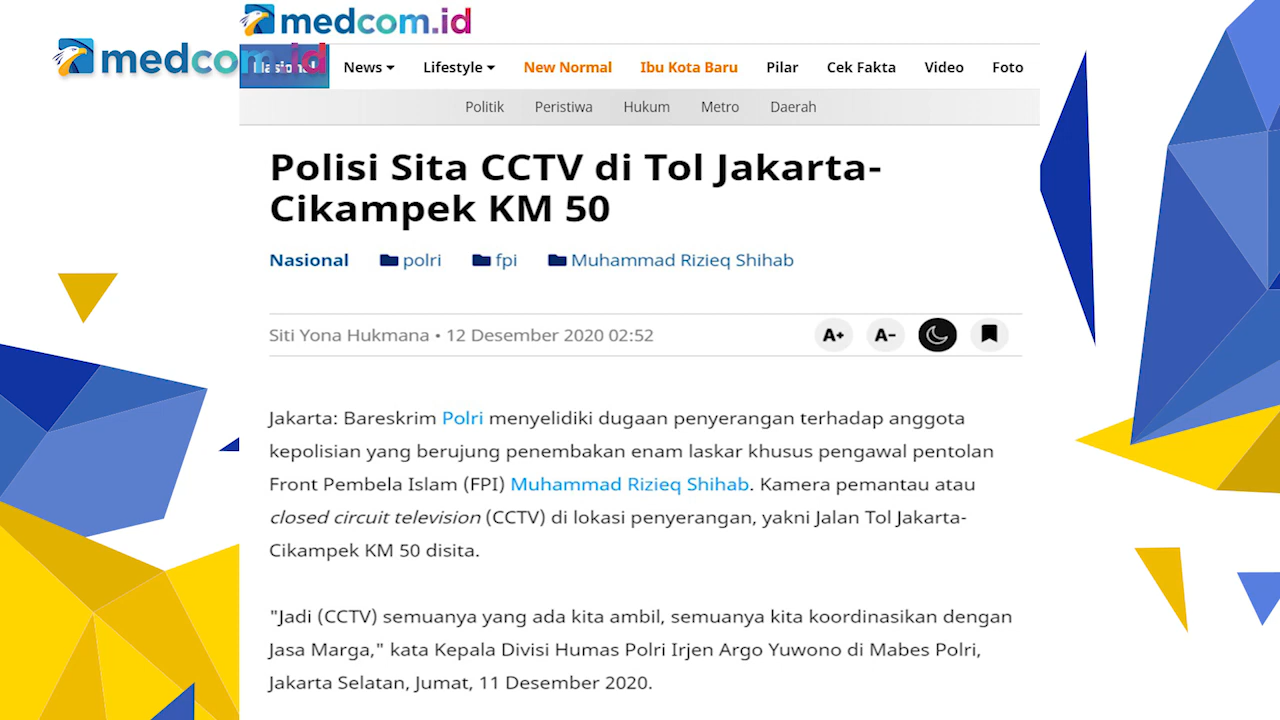 medcom.id
medcom.id
Nasional
News
Lifestyle
New Normal
Ibu Kota Baru
Pilar
Cek Fakta
Video
Foto
Politik
Peristiwa
Hukum
Metro
Daerah
Polisi Sita CCTV di Tol Jakarta-
Cikampek KM 50
Nasional
polri
fpi
Muhammad Rizieq Shihab
Siti Yona Hukmana • 12 Desember 2020 02:52
A+
A-
Jakarta: Bareskrim Polri menyelidiki dugaan penyerangan terhadap anggota
kepolisian yang berujung penembakan enam laskar khusus pengawal pentolan
Front Pembela Islam (FPI) Muhammad Rizieq Shihab. Kamera pemantau atau
closed circuit television (CCTV) di lokasi penyerangan, yakni Jalan Tol Jakarta-
Cikampek KM 50 disita.
"Jadi (CCTV) semuanya yang ada kita ambil, semuanya kita koordinasikan dengan
Jasa Marga," kata Kepala Divisi Humas Polri Irjen Argo Yuwono di Mabes Polri,
Jakarta Selatan, Jumat, 11 Desember 2020.